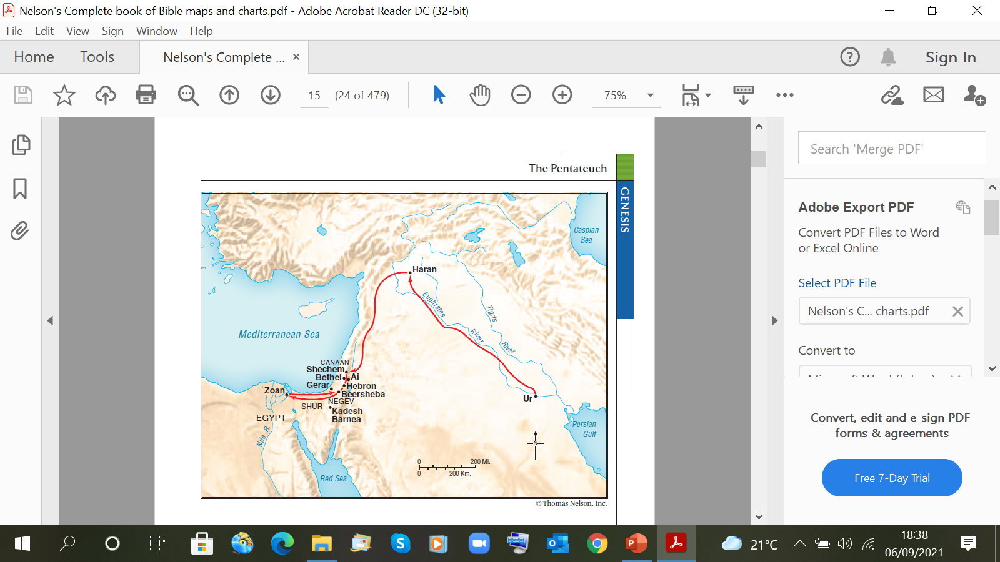 Nelson's Complete book of Bible maps and charts.pdf - Adobe Acrobat Reader DC (32-bit)
File Edit View Sign Window Help
Home Tools Nelson's Complete ... × Sign In
15 (24 of 479) 75%
Search 'Merge PDF'
The Pentateuch
GENESIS
Caspian
Sea
Haran
Euphrates
River
Tigris
River
Mediterranean Sea
CANAAN
Shechem
Bethel
AI
Gerar
Hebron
Zoan
Beersheba
NEGEV
SHUR
Kadesh
Barnea
EGYPT
Nile R.
Ur
Persian
Gulf
N
0 200 Mi.
0 200 Km.
Red Sea
© Thomas Nelson, Inc.
Adobe Export PDF
Convert PDF Files to Word
or Excel Online
Select PDF File
Nelson's C... charts.pdf
Convert to
Convert, edit and e-sign PDF
forms & agreements
Free 7-Day Trial
21°C
18:38
06/09/2021